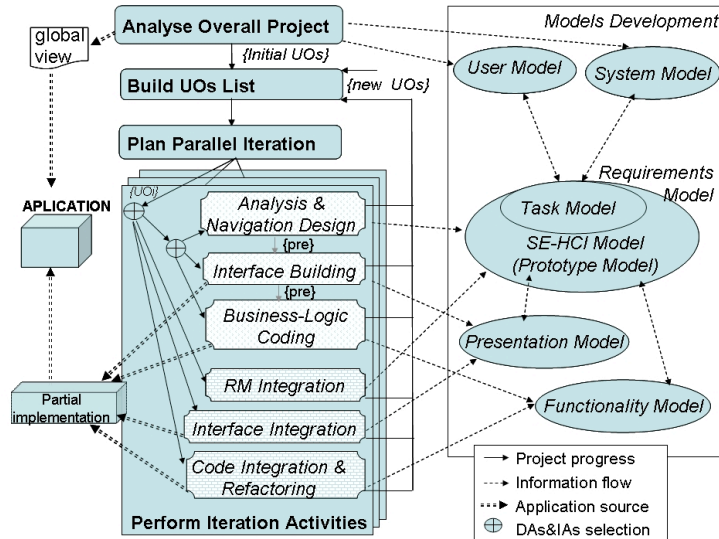 Analyse Overall Project
global
view
{Initial UOs}
Build UOs List
{new UOs}
Plan Parallel Iteration
{UOi}
APLICATION
Analysis &
Navigation Design
{pre}
Interface Building
{pre}
Business-Logic
Coding
RM Integration
Interface Integration
Code Integration &
Refactoring
Perform Iteration Activities
Partial
implementation
Models Development
User Model
System Model
Requirements
Model
Task Model
SE-HCI Model
(Prototype Model)
Presentation Model
Functionality Model
Project progress
Information flow
Application source
DAs&IAs selection